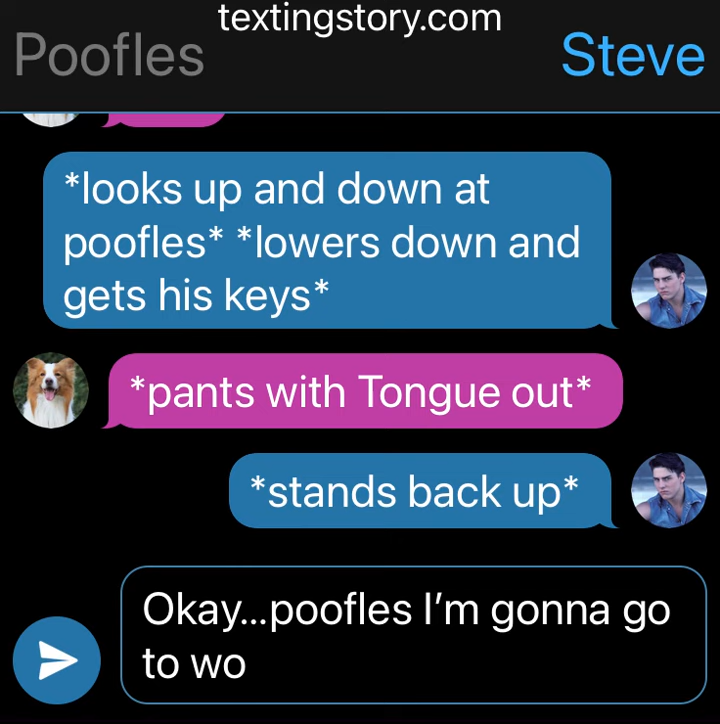 textingstory.com
Poofles
Steve
*looks up and down at
poofles* *lowers down and
gets his keys*
*pants with Tongue out*
*stands back up*
Okay...poofles I’m gonna go
to wo